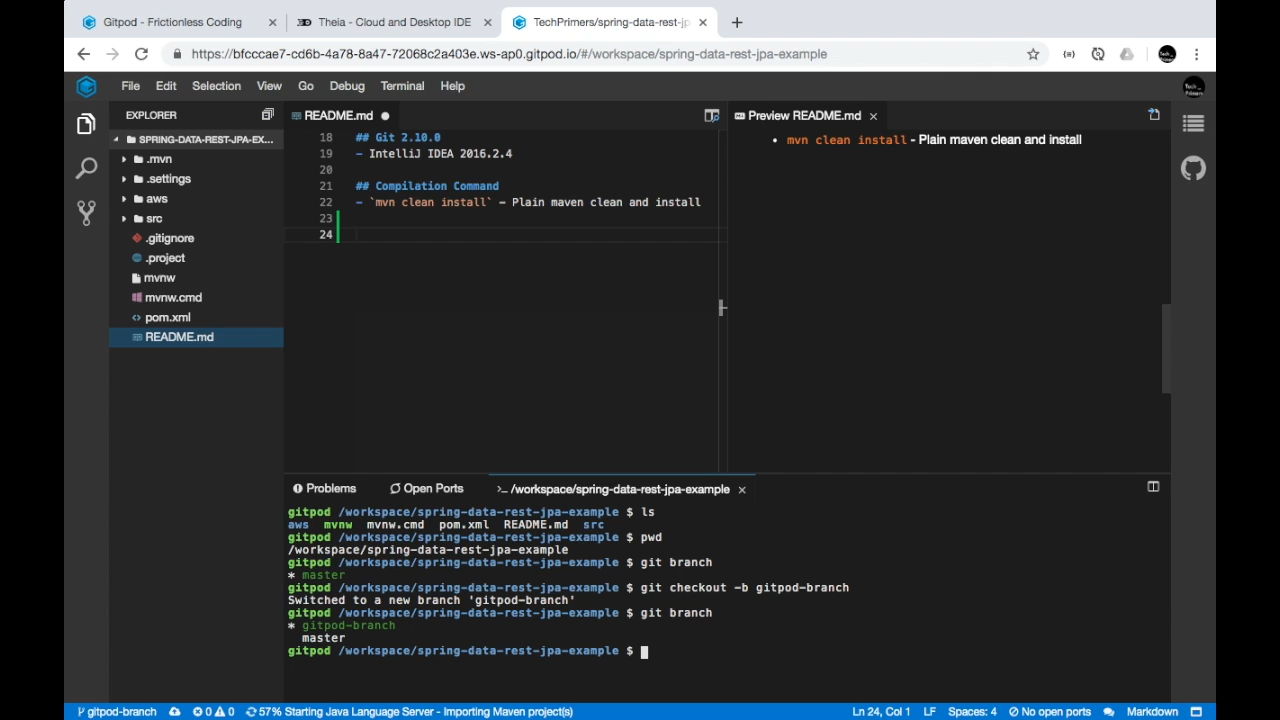 Gitpod - Frictionless Coding
Theia - Cloud and Desktop IDE
TechPrimers/spring-data-rest-jp
https://bfcccae7-cd6b-4a78-8a47-72068c2a403e.ws-ap0.gitpod.io/#/workspace/spring-data-rest-jpa-example
File Edit Selection View Go Debug Terminal Help
EXPLORER
SPRING-DATA-REST-JPA-EX...
.mvn
.settings
aws
src
.gitignore
.project
mvnw
mvnw.cmd
pom.xml
README.md
README.md
18 ## Git 2.10.0
19 - IntelliJ IDEA 2016.2.4
20
21 ## Compilation Command
22 - `mvn clean install` - Plain maven clean and install
23
24
Preview README.md
• mvn clean install - Plain maven clean and install
Problems Open Ports >_ /workspace/spring-data-rest-jpa-example
gitpod /workspace/spring-data-rest-jpa-example $ ls
aws mvnw mvnw.cmd pom.xml README.md src
gitpod /workspace/spring-data-rest-jpa-example $ pwd
/workspace/spring-data-rest-jpa-example
gitpod /workspace/spring-data-rest-jpa-example $ git branch
* master
gitpod /workspace/spring-data-rest-jpa-example $ git checkout -b gitpod-branch
Switched to a new branch 'gitpod-branch'
gitpod /workspace/spring-data-rest-jpa-example $ git branch
* gitpod-branch
master
gitpod /workspace/spring-data-rest-jpa-example $
gitpod-branch 0 0 57% Starting Java Language Server - Importing Maven project(s) Ln 24, Col 1 LF Spaces: 4 No open ports Markdown